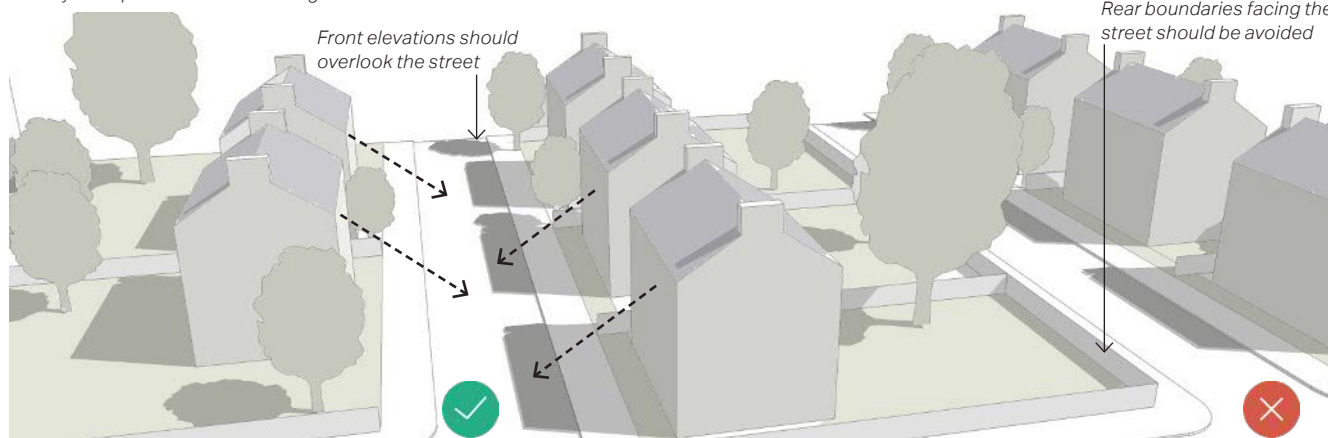 Front elevations should
overlook the street
Rear boundaries facing the
street should be avoided